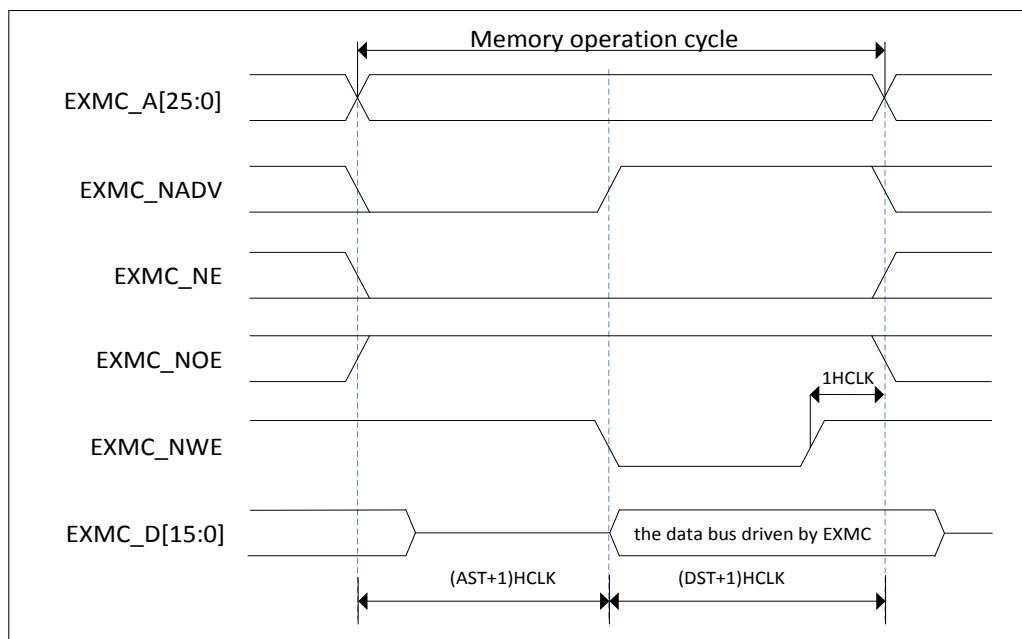 Memory operation cycle
EXMC_A[25:0]
EXMC_NADV
EXMC_NE
EXMC_NOE
1HCLK
EXMC_NWE
EXMC_D[15:0]
the data bus driven by EXMC
(AST+1)HCLK
(DST+1)HCLK